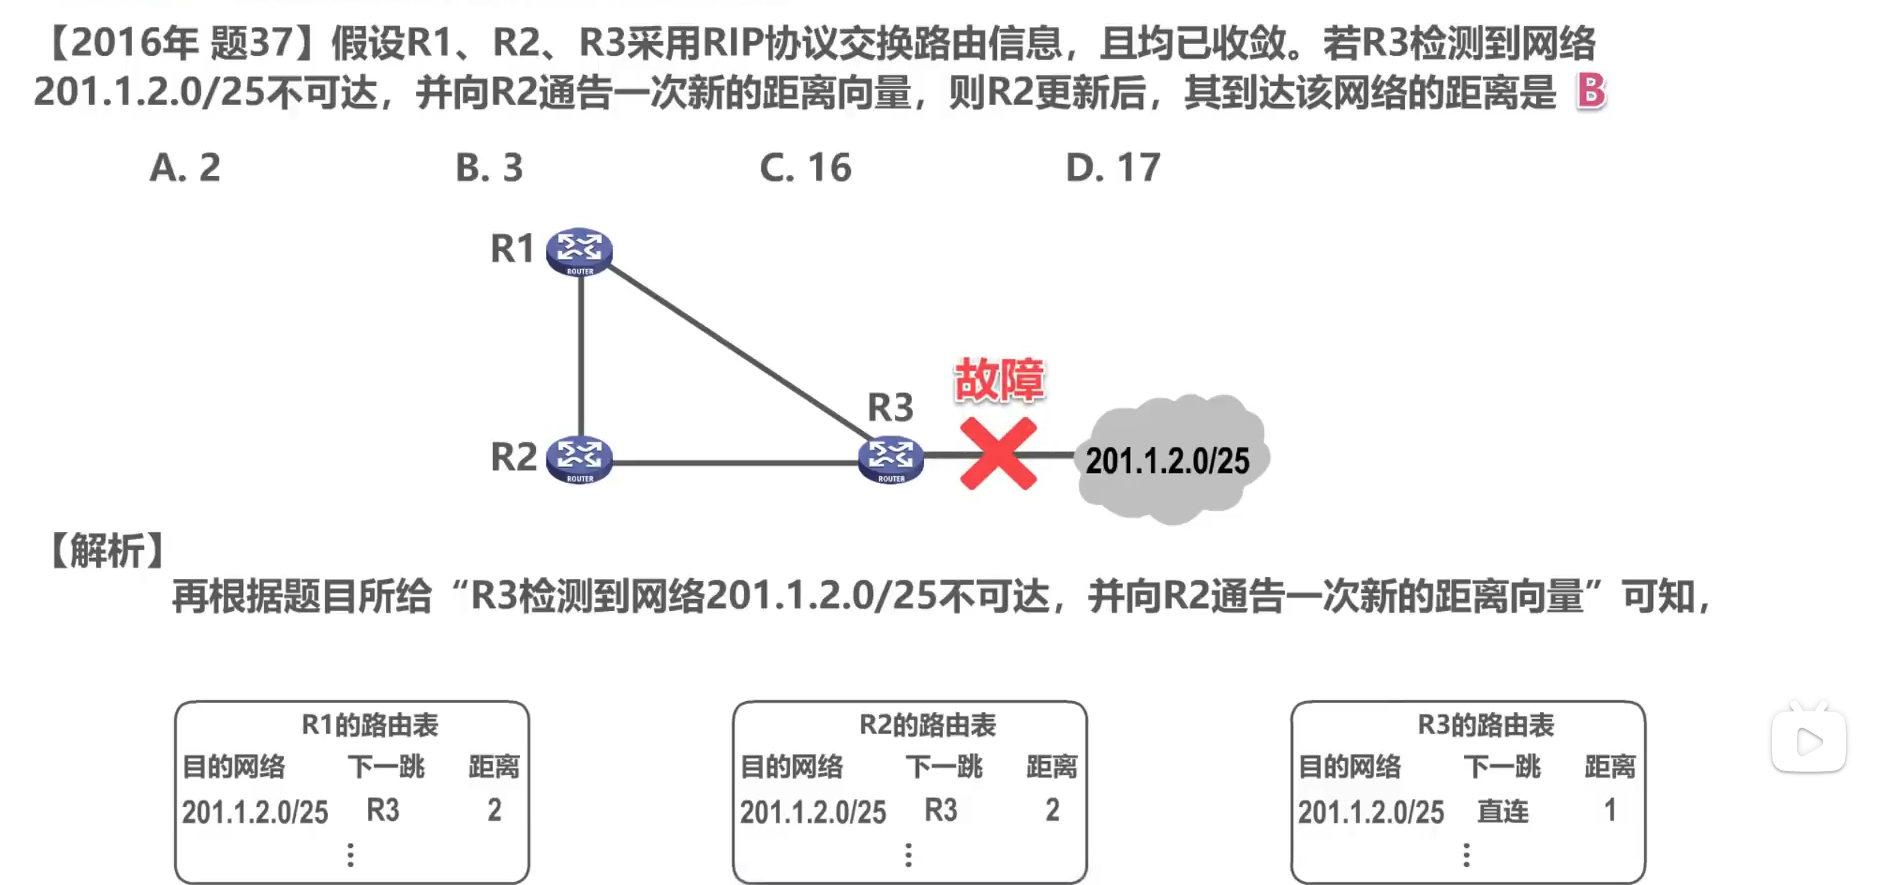 【2016年 题37】假设R1、R2、R3采用RIP协议交换路由信息，且均已收敛。若R3检测到网络
201.1.2.0/25不可达，并向R2通告一次新的距离向量，则R2更新后，其到达该网络的距离是 B
A. 2 B. 3 C. 16 D. 17
R1
ROUTER
故障
R3
R2
ROUTER
ROUTER
201.1.2.0/25
【解析】
再根据题目所给“R3检测到网络201.1.2.0/25不可达，并向R2通告一次新的距离向量”可知，
R1的路由表
目的网络 下一跳 距离
201.1.2.0/25 R3 2
⋮
R2的路由表
目的网络 下一跳 距离
201.1.2.0/25 R3 2
⋮
R3的路由表
目的网络 下一跳 距离
201.1.2.0/25 直连 1
⋮